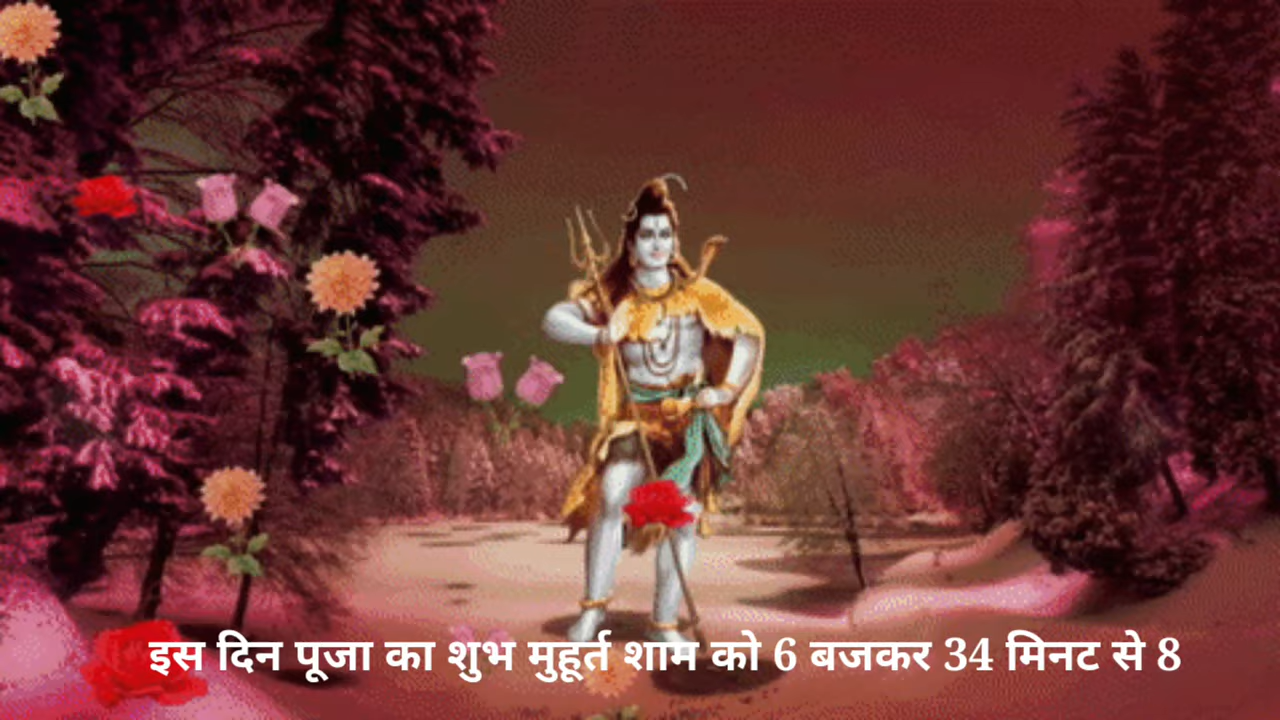 इस दिन पूजा का शुभ मुहूर्त शाम को 6 बजकर 34 मिनट से 8